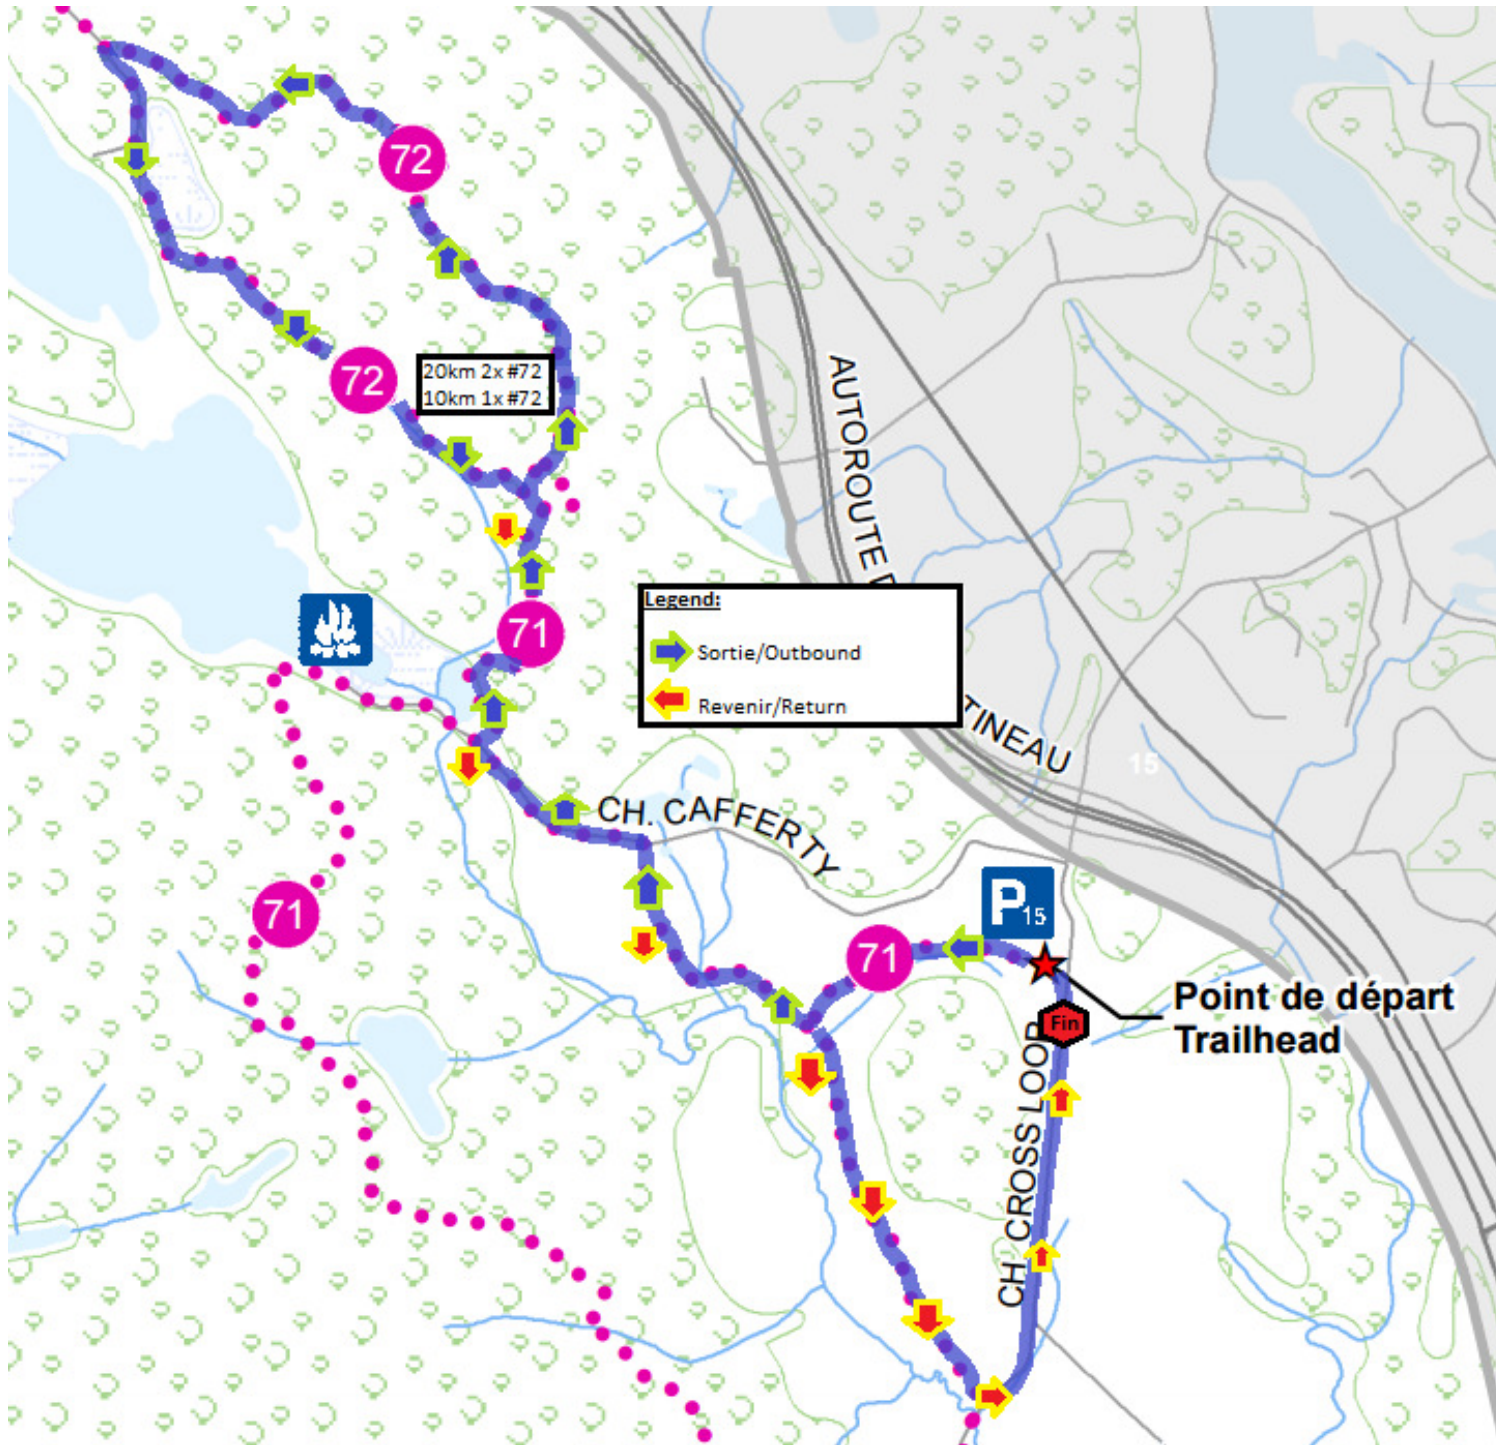 72
72
20km 2x #72
10km 1x #72
AUTOROUTE D
TINEAU
71
Legend:
Sortie/Outbound
Revenir/Return
15
CH. CAFFERTY
P15
71
71
Point de départ
Trailhead
Fin
CH CROSS LOOP